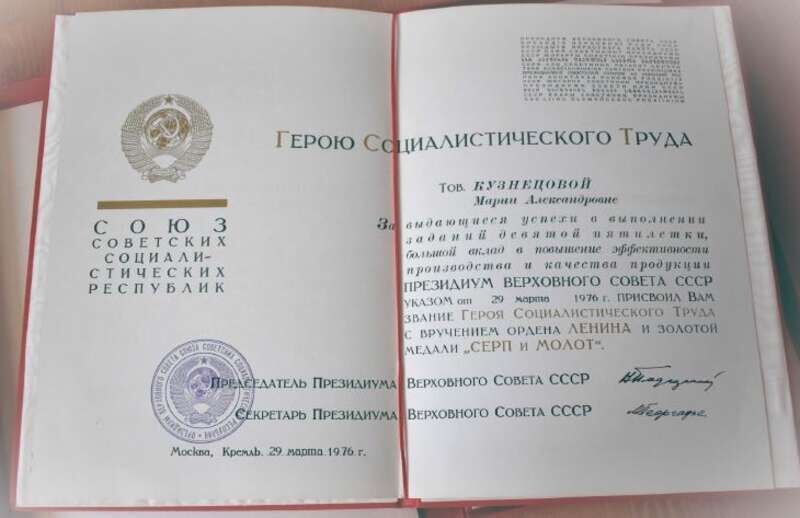 СОЮЗ
СОВЕТСКИХ
СОЦИАЛИ-
СТИЧЕСКИХ
РЕСПУБЛИК
Герою Социалистического Труда
Тов. КУЗНЕЦОВОЙ
Марии Александровне
За выдающиеся успехи в выполнении
заданий девятой пятилетки,
большой вклад в повышение эффективности
производства и качества продукции
ПРЕЗИДИУМ ВЕРХОВНОГО СОВЕТА СССР
УКАЗОМ от 29 марта 1976 г. ПРИСВОИЛ ВАМ
ЗВАНИЕ ГЕРОЯ СОЦИАЛИСТИЧЕСКОГО ТРУДА
С ВРУЧЕНИЕМ ОРДЕНА ЛЕНИНА И ЗОЛОТОЙ
МЕДАЛИ „СЕРП и МОЛОТ“.
Председатель Президиума Верховного Совета СССР
Секретарь Президиума Верховного Совета СССР
Москва, Кремль. 29 марта 1976 г.